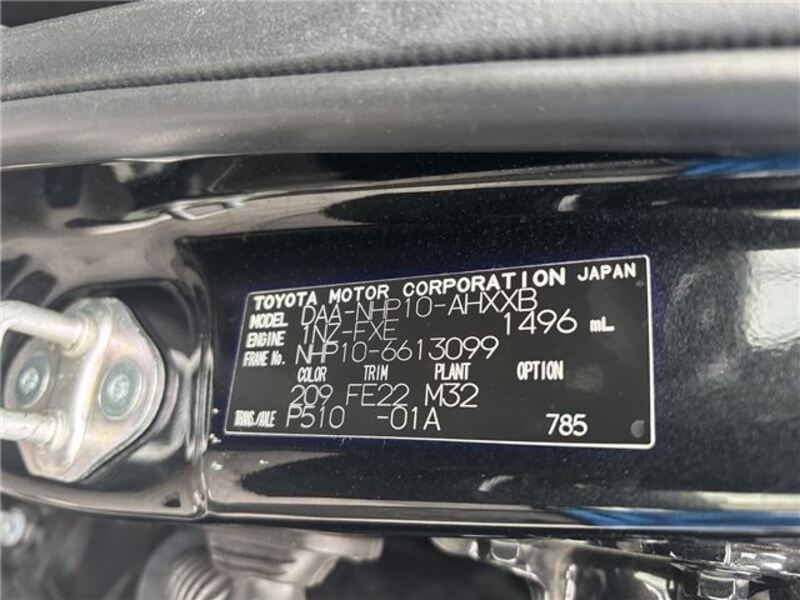 TOYOTA MOTOR CORPORATION JAPAN
MODEL DAA-NHP10-AHXXB
ENGINE 1NZ-FXE 1496 mL
FRAME No. NHP10-6613099
COLOR TRIM PLANT OPTION
209 FE22 M32
TRANS./AXLE P510 -01A 785